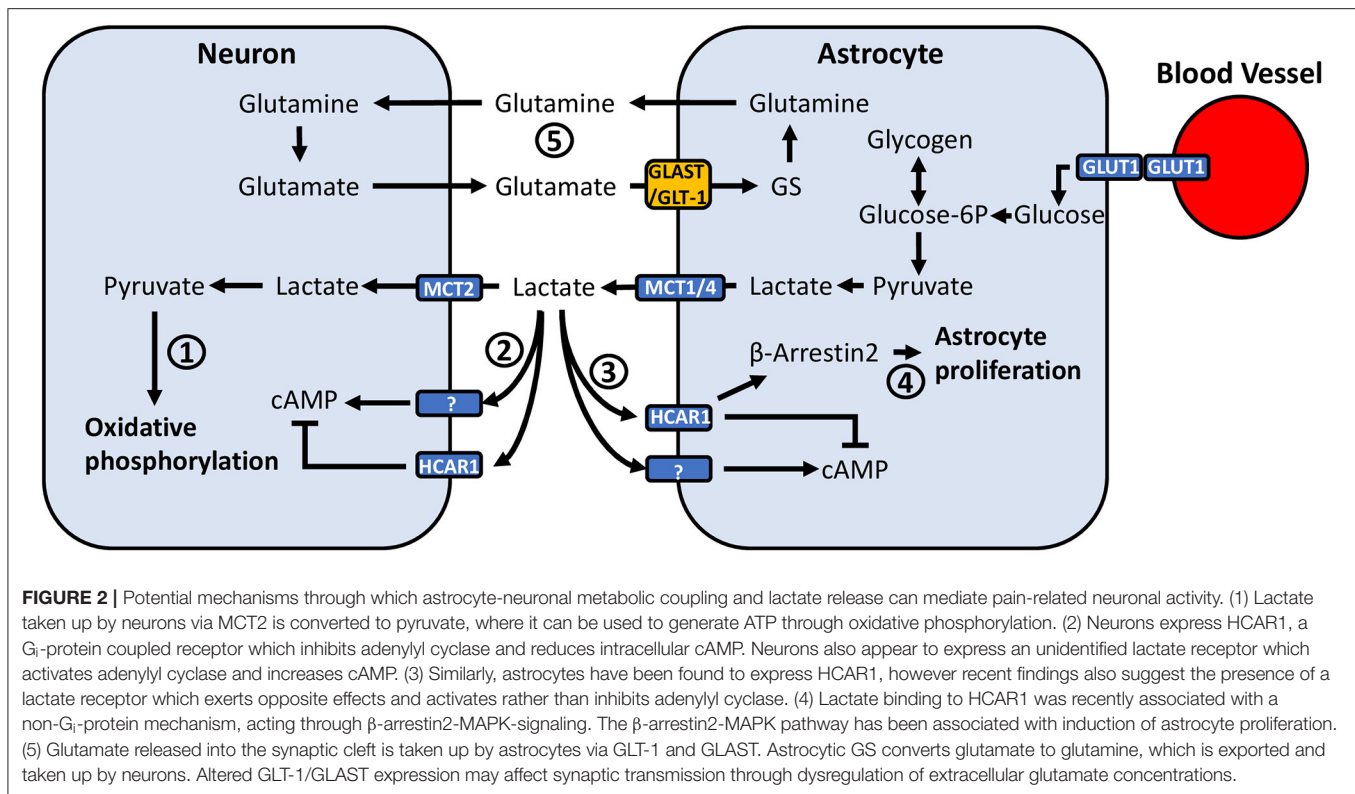 Neuron
Astrocyte
Blood Vessel
Glutamine
Glutamine
Glutamine
⑤
Glycogen
GLUT1
GLUT1
Glutamate
Glutamate
GLAST
/GLT-1
GS
Glucose-6P
Glucose
Pyruvate
Lactate
MCT2
Lactate
MCT1/4
Lactate
Pyruvate
①
②
③
β-Arrestin2
④
Astrocyte
proliferation
cAMP
?
HCAR1
Oxidative
phosphorylation
HCAR1
?
cAMP
FIGURE 2 | Potential mechanisms through which astrocyte-neuronal metabolic coupling and lactate release can mediate pain-related neuronal activity. (1) Lactate
taken up by neurons via MCT2 is converted to pyruvate, where it can be used to generate ATP through oxidative phosphorylation. (2) Neurons express HCAR1, a
Gi-protein coupled receptor which inhibits adenylyl cyclase and reduces intracellular cAMP. Neurons also appear to express an unidentified lactate receptor which
activates adenylyl cyclase and increases cAMP. (3) Similarly, astrocytes have been found to express HCAR1, however recent findings also suggest the presence of a
lactate receptor which exerts opposite effects and activates rather than inhibits adenylyl cyclase. (4) Lactate binding to HCAR1 was recently associated with a
non-Gi-protein mechanism, acting through β-arrestin2-MAPK-signaling. The β-arrestin2-MAPK pathway has been associated with induction of astrocyte proliferation.
(5) Glutamate released into the synaptic cleft is taken up by astrocytes via GLT-1 and GLAST. Astrocytic GS converts glutamate to glutamine, which is exported and
taken up by neurons. Altered GLT-1/GLAST expression may affect synaptic transmission through dysregulation of extracellular glutamate concentrations.